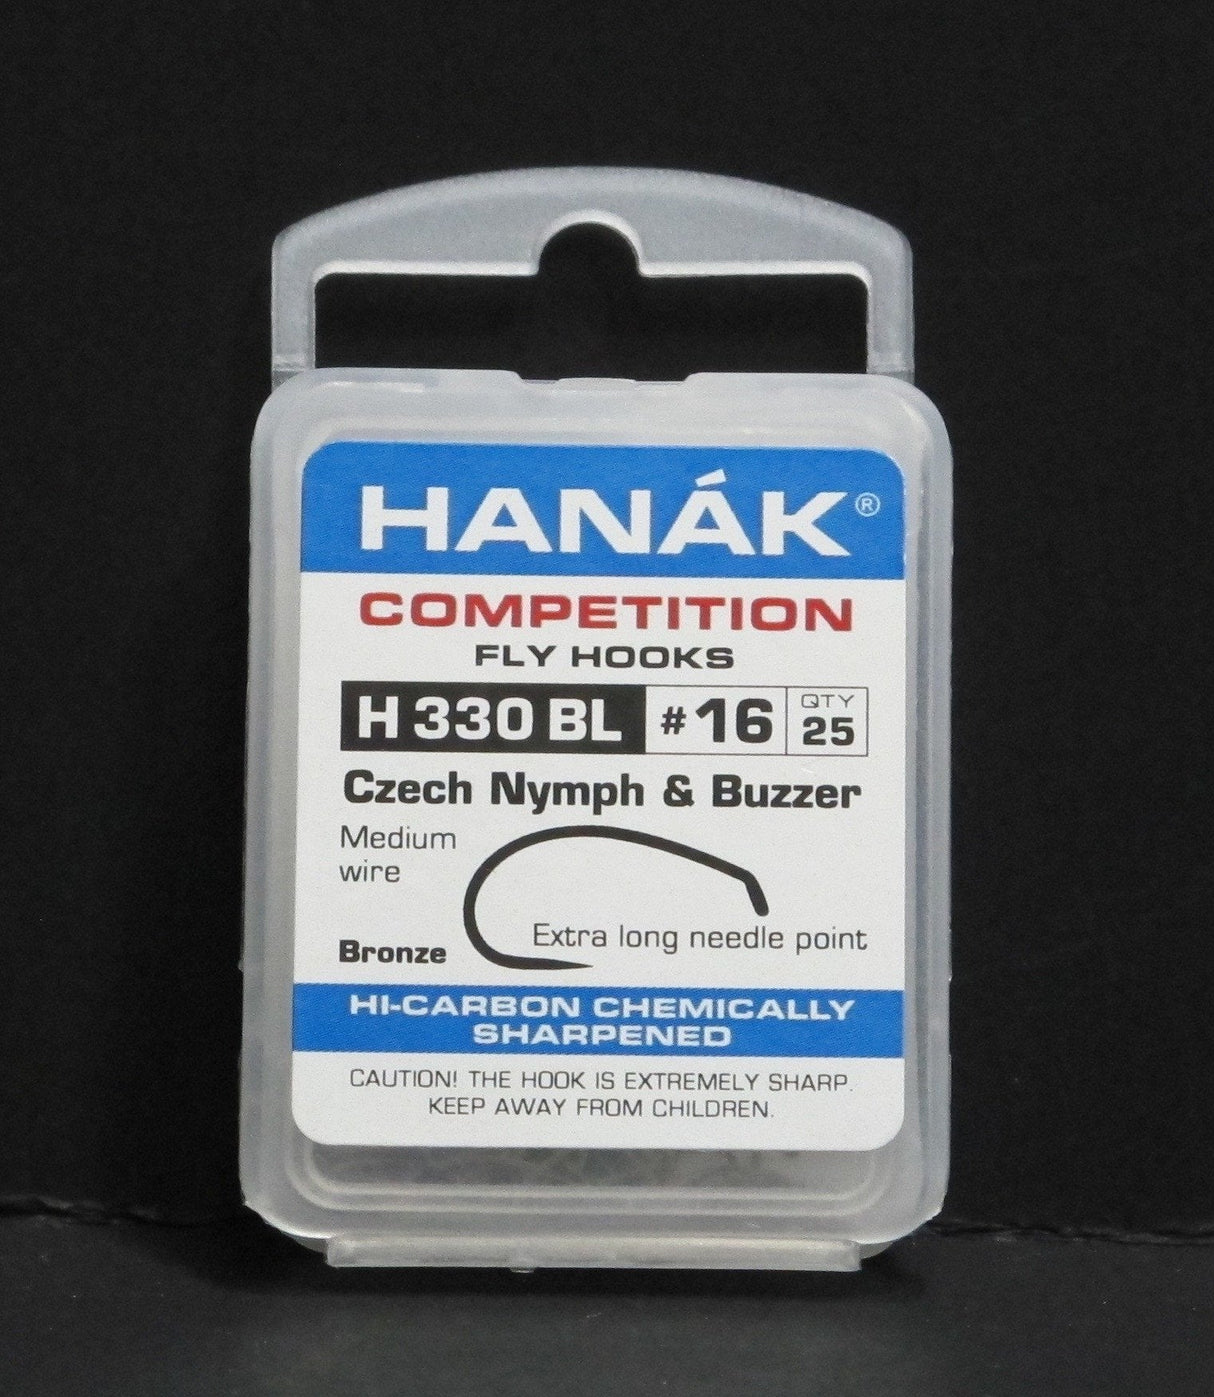 HANÁK®
COMPETITION
FLY HOOKS
H 330 BL #16 QTY 25
Czech Nymph & Buzzer
Medium
wire
Extra long needle point
Bronze
HI-CARBON CHEMICALLY
SHARPENED
CAUTION! THE HOOK IS EXTREMELY SHARP.
KEEP AWAY FROM CHILDREN.